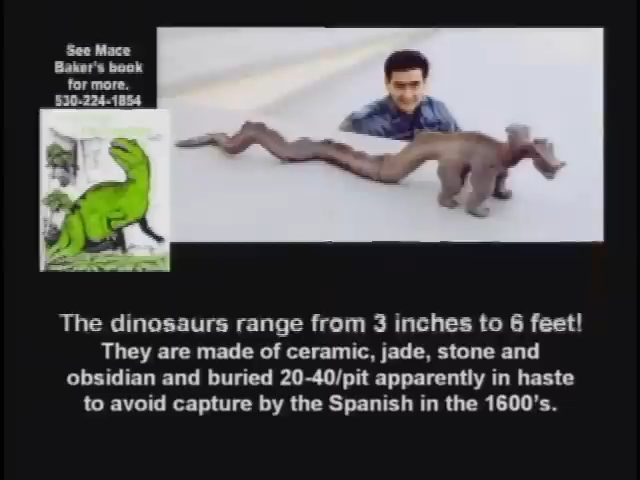 See Mace
Baker's book
for more.
530-224-1854
The dinosaurs range from 3 inches to 6 feet!
They are made of ceramic, jade, stone and
obsidian and buried 20-40/pit apparently in haste
to avoid capture by the Spanish in the 1600's.